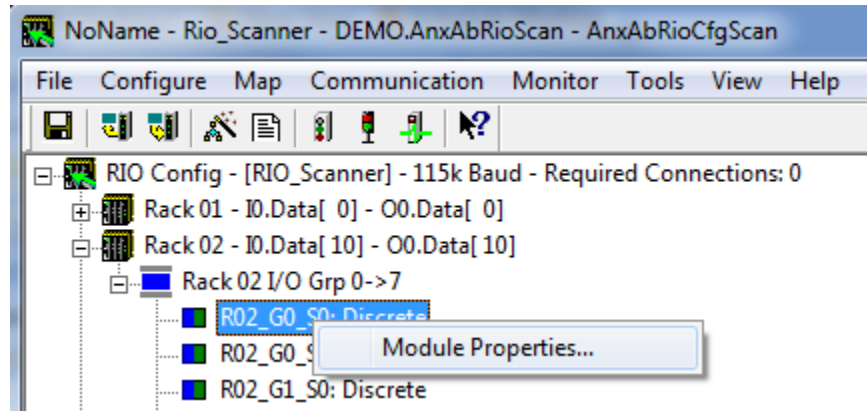 NoName - Rio_Scanner - DEMO.AnxAbRioScan - AnxAbRioCfgScan
File Configure Map Communication Monitor Tools View Help
RIO Config - [RIO_Scanner] - 115k Baud - Required Connections: 0
Rack 01 - I0.Data[ 0] - O0.Data[ 0]
Rack 02 - I0.Data[ 10] - O0.Data[ 10]
Rack 02 I/O Grp 0->7
R02_G0_S0: Discrete
Module Properties...
R02_G0_S
R02_G1_S0: Discrete